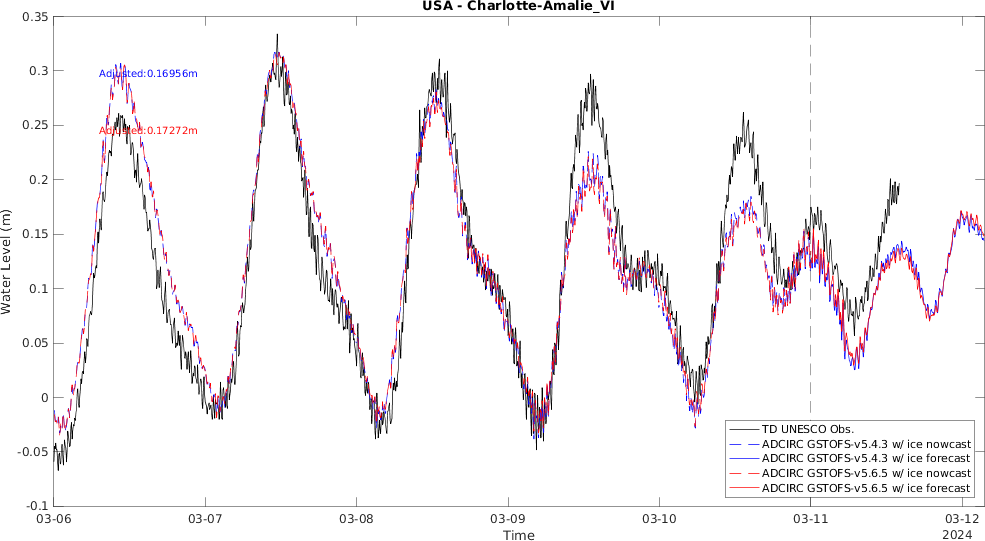 USA - Charlotte-Amalie_VI
0.35
0.3
0.25
0.2
0.15
0.1
0.05
0
-0.05
-0.1
Water Level (m)
Adjusted:0.16956m
Adjusted:0.17272m
TD UNESCO Obs.
ADCIRC GSTOFS-v5.4.3 w/ ice nowcast
ADCIRC GSTOFS-v5.4.3 w/ ice forecast
ADCIRC GSTOFS-v5.6.5 w/ ice nowcast
ADCIRC GSTOFS-v5.6.5 w/ ice forecast
03-06 03-07 03-08 03-09 03-10 03-11 03-12
Time
2024